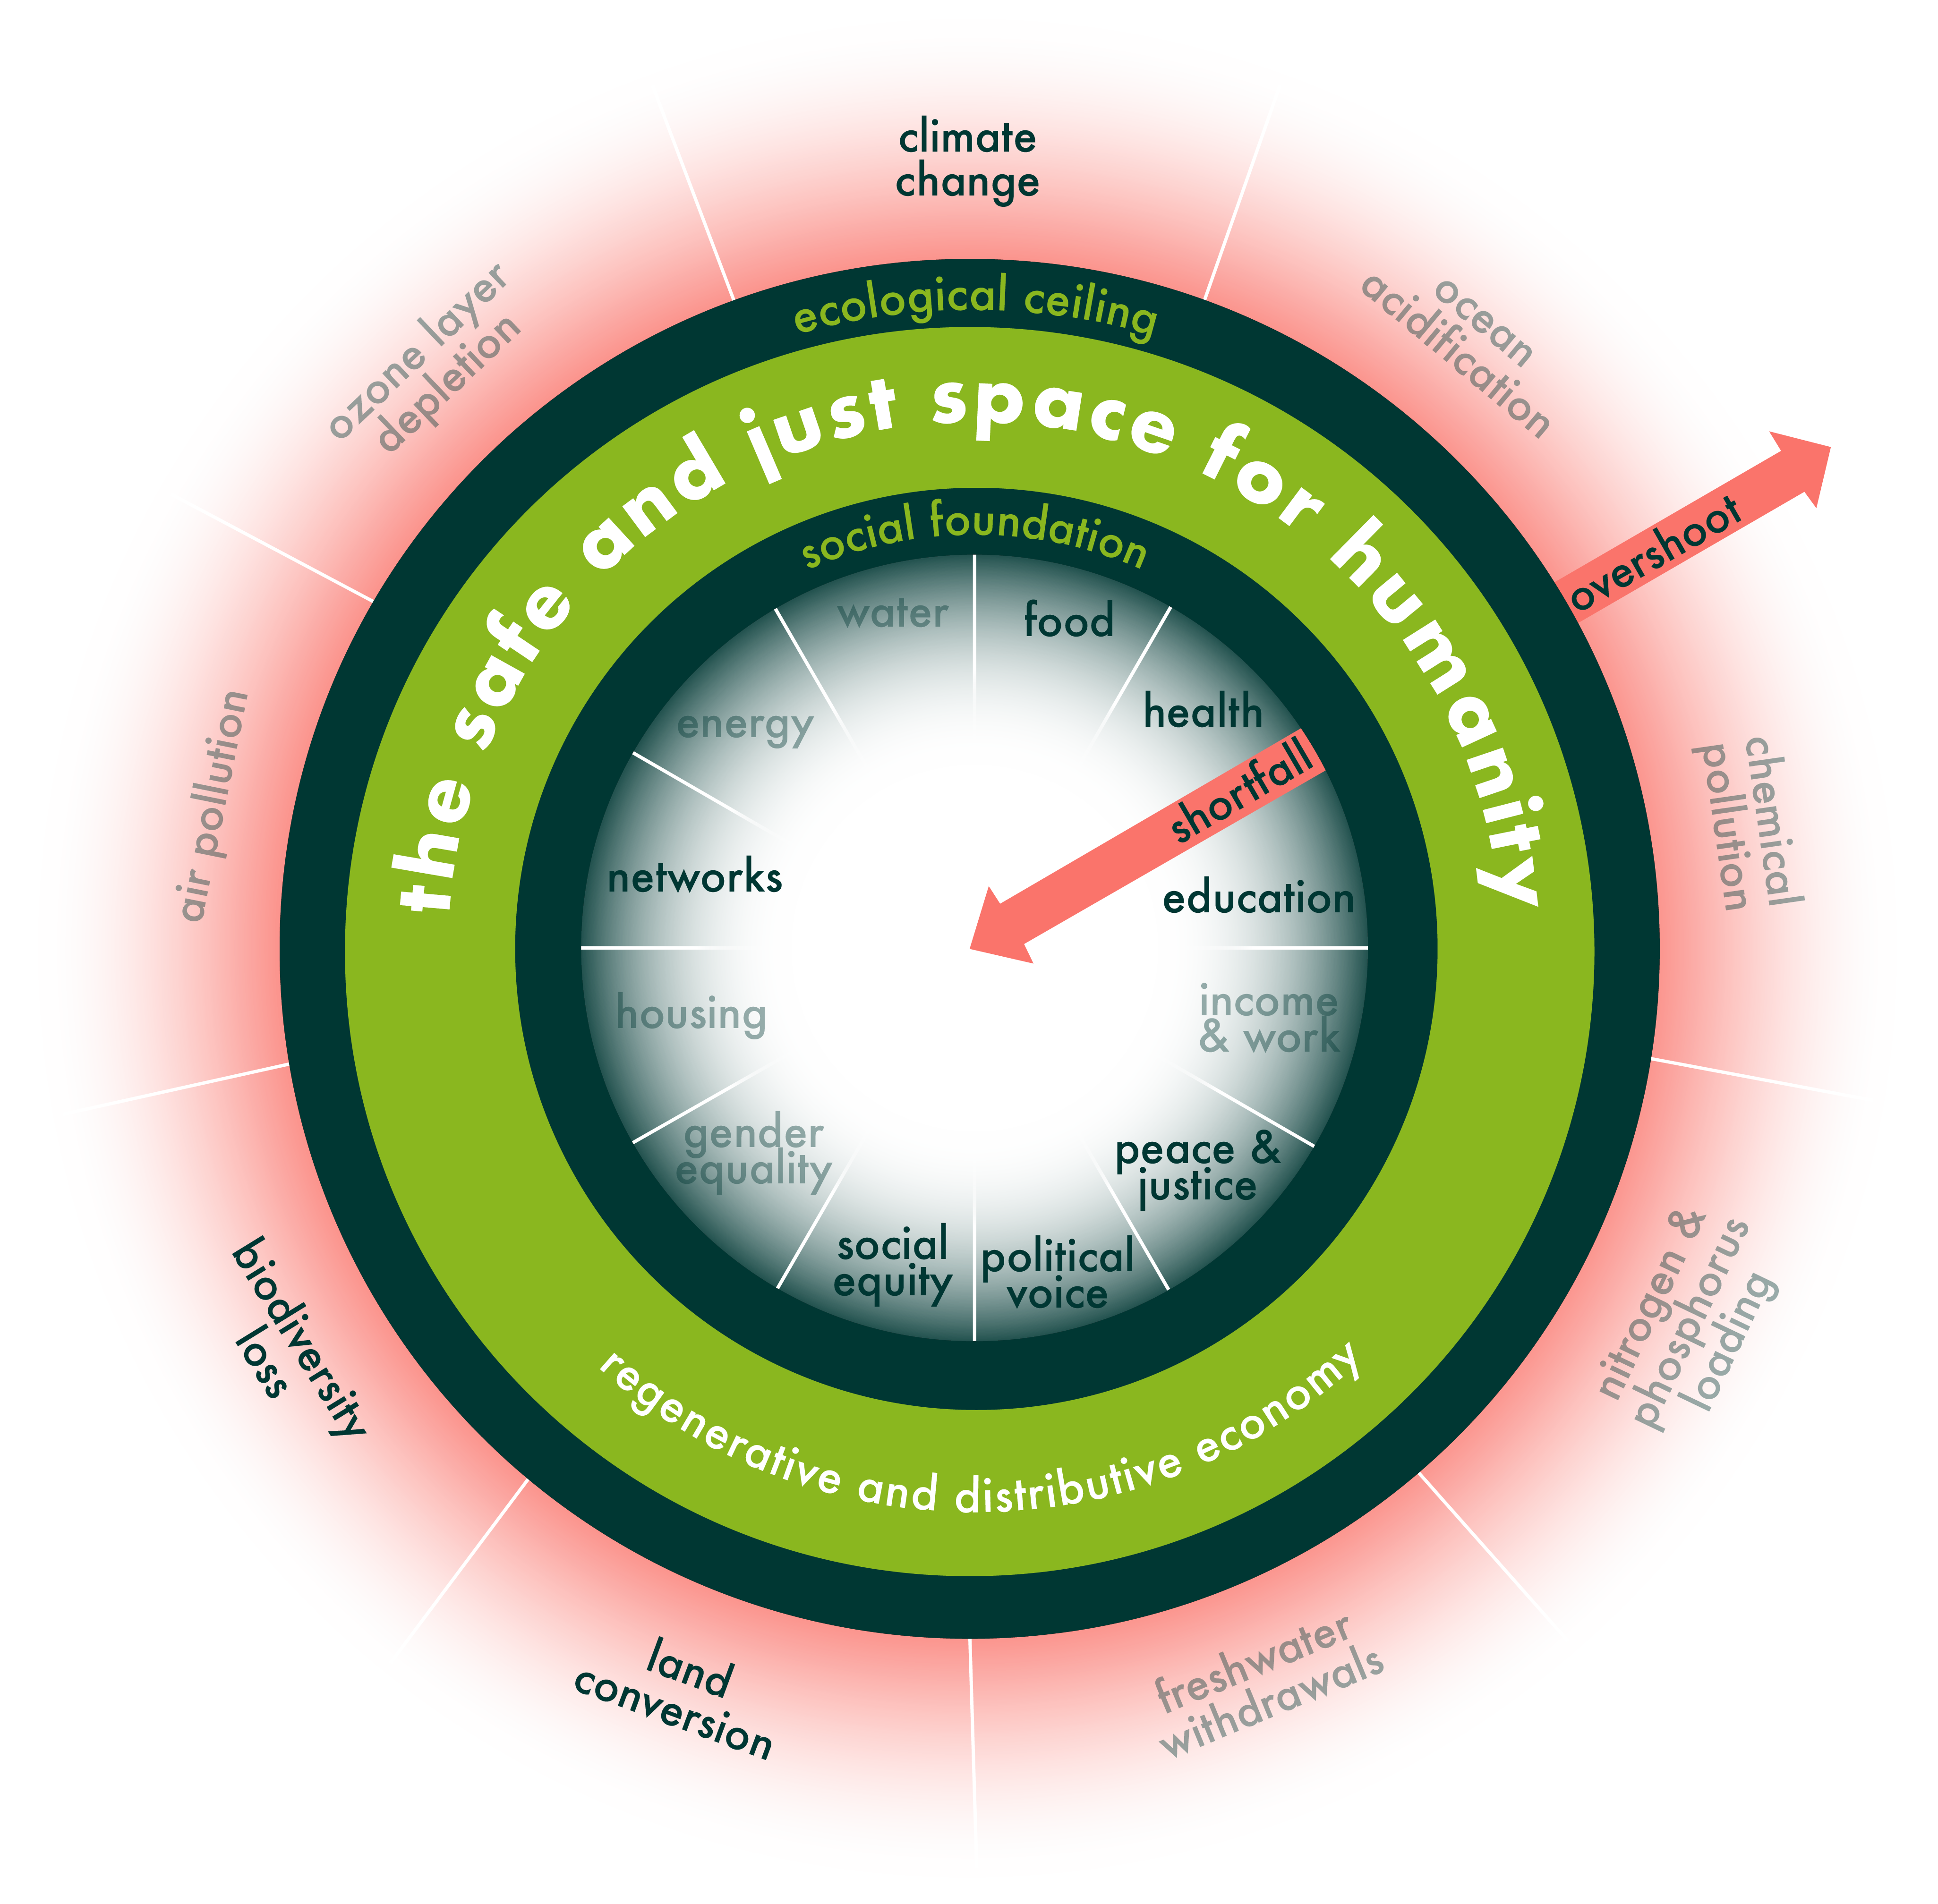 climate
change
ocean
acidification
overshoot
chemical
pollution
nitrogen &
phosphorus
loading
freshwater
withdrawals
land
conversion
biodiversity
loss
air pollution
ozone layer
depletion
ecological ceiling
the safe and just space for humanity
social foundation
water
food
health
shortfall
education
income
& work
peace &
justice
political
voice
social
equity
gender
equality
housing
networks
energy
regenerative and distributive economy